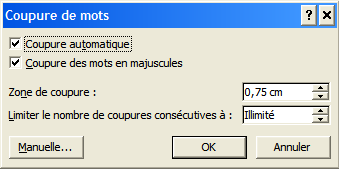 Coupure de mots
Coupure automatique
Coupure des mots en majuscules
Zone de coupure : 0,75 cm
Limiter le nombre de coupures consécutives à : Illimité
Manuelle... OK Annuler